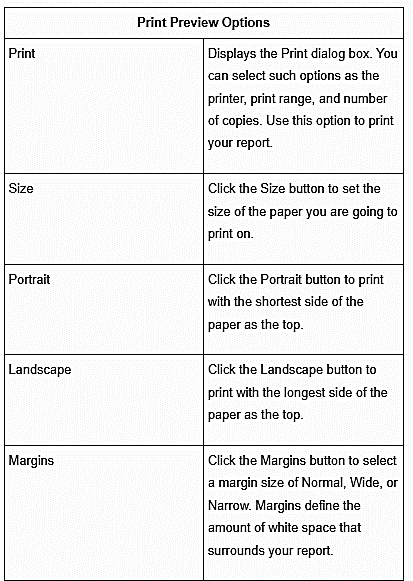 Print Preview Options
Print
Displays the Print dialog box. You
can select such options as the
printer, print range, and number
of copies. Use this option to print
your report.
Size
Click the Size button to set the
size of the paper you are going to
print on.
Portrait
Click the Portrait button to print
with the shortest side of the
paper as the top.
Landscape
Click the Landscape button to
print with the longest side of the
paper as the top.
Margins
Click the Margins button to select
a margin size of Normal, Wide, or
Narrow. Margins define the
amount of white space that
surrounds your report.